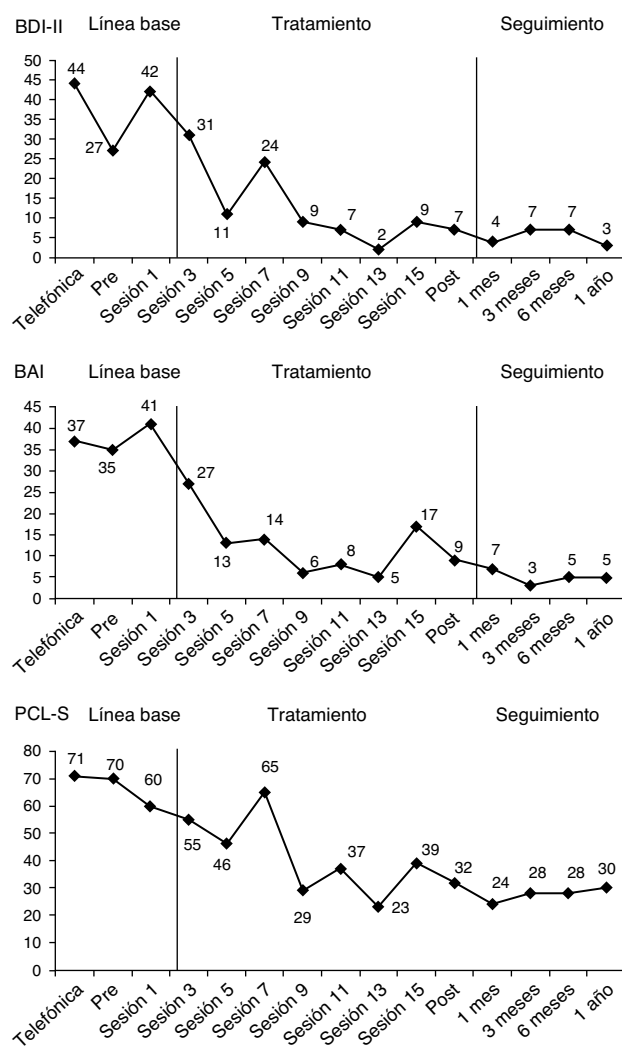 BDI-II Línea base Tratamiento Seguimiento
50
45
40
35
30
25
20
15
10
5
0
44
27
42
31
11
24
9
7
2
9
7
4
7
7
3
Telefónica
Pre
Sesión 1
Sesión 3
Sesión 5
Sesión 7
Sesión 9
Sesión 11
Sesión 13
Sesión 15
Post
1 mes
3 meses
6 meses
1 año
BAI Línea base Tratamiento Seguimiento
45
40
35
30
25
20
15
10
5
0
37
35
41
27
13
14
6
8
5
17
9
7
3
5
5
Telefónica
Pre
Sesión 1
Sesión 3
Sesión 5
Sesión 7
Sesión 9
Sesión 11
Sesión 13
Sesión 15
Post
1 mes
3 meses
6 meses
1 año
PCL-S Línea base Tratamiento Seguimiento
80
70
60
50
40
30
20
10
0
71
70
60
55
46
65
29
37
23
39
32
24
28
28
30
Telefónica
Pre
Sesión 1
Sesión 3
Sesión 5
Sesión 7
Sesión 9
Sesión 11
Sesión 13
Sesión 15
Post
1 mes
3 meses
6 meses
1 año